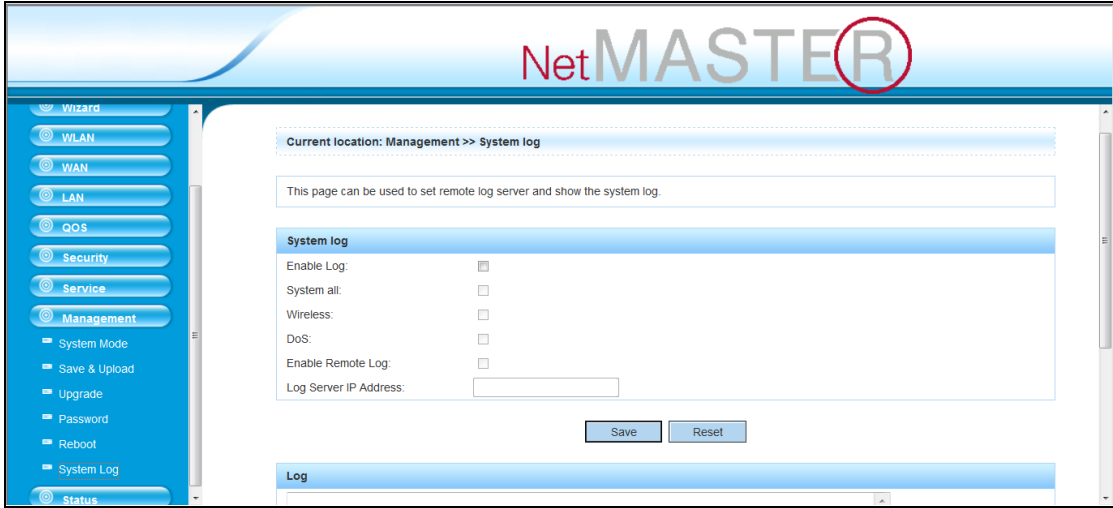 NetMASTER
Wizard
WLAN
WAN
LAN
QOS
Security
Service
Management
System Mode
Save & Upload
Upgrade
Password
Reboot
System Log
Status
Current location: Management >> System log
This page can be used to set remote log server and show the system log.
System log
Enable Log:
System all:
Wireless:
DoS:
Enable Remote Log:
Log Server IP Address:
Save Reset
Log